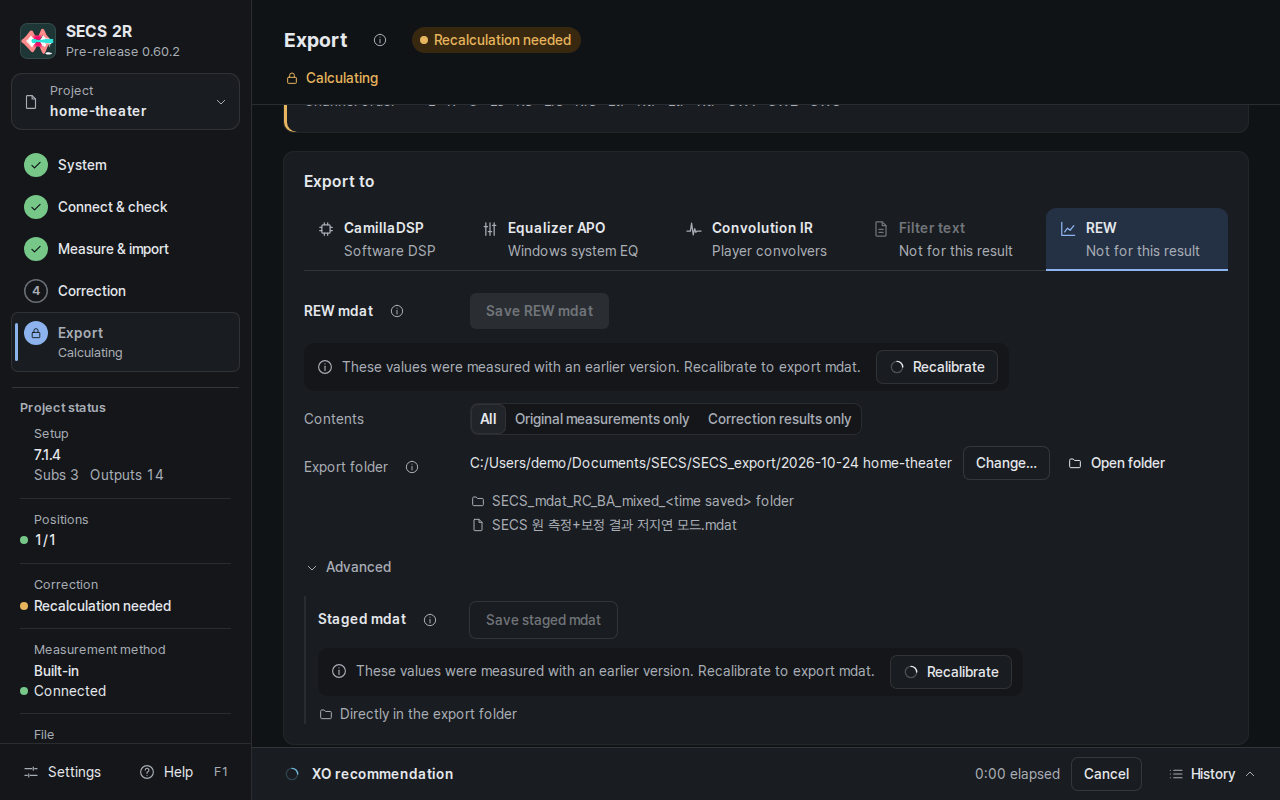 SECS 2R
Pre-release 0.60.2
Project
home-theater
System
Connect & check
Measure & import
4 Correction
Export
Calculating
Project status
Setup
7.1.4
Subs 3 Outputs 14
Positions
1/1
Correction
Recalculation needed
Measurement method
Built-in
Connected
File
Settings Help F1
Export Recalculation needed
Calculating
Export to
CamillaDSP
Software DSP
Equalizer APO
Windows system EQ
Convolution IR
Player convolvers
Filter text
Not for this result
REW
Not for this result
REW mdat Save REW mdat
These values were measured with an earlier version. Recalibrate to export mdat. Recalibrate
Contents All Original measurements only Correction results only
Export folder C:/Users/demo/Documents/SECS/SECS_export/2026-10-24 home-theater Change... Open folder
SECS_mdat_RC_BA_mixed_<time saved> folder
SECS 원 측정+보정 결과 저지연 모드.mdat
Advanced
Staged mdat Save staged mdat
These values were measured with an earlier version. Recalibrate to export mdat. Recalibrate
Directly in the export folder
XO recommendation 0:00 elapsed Cancel History